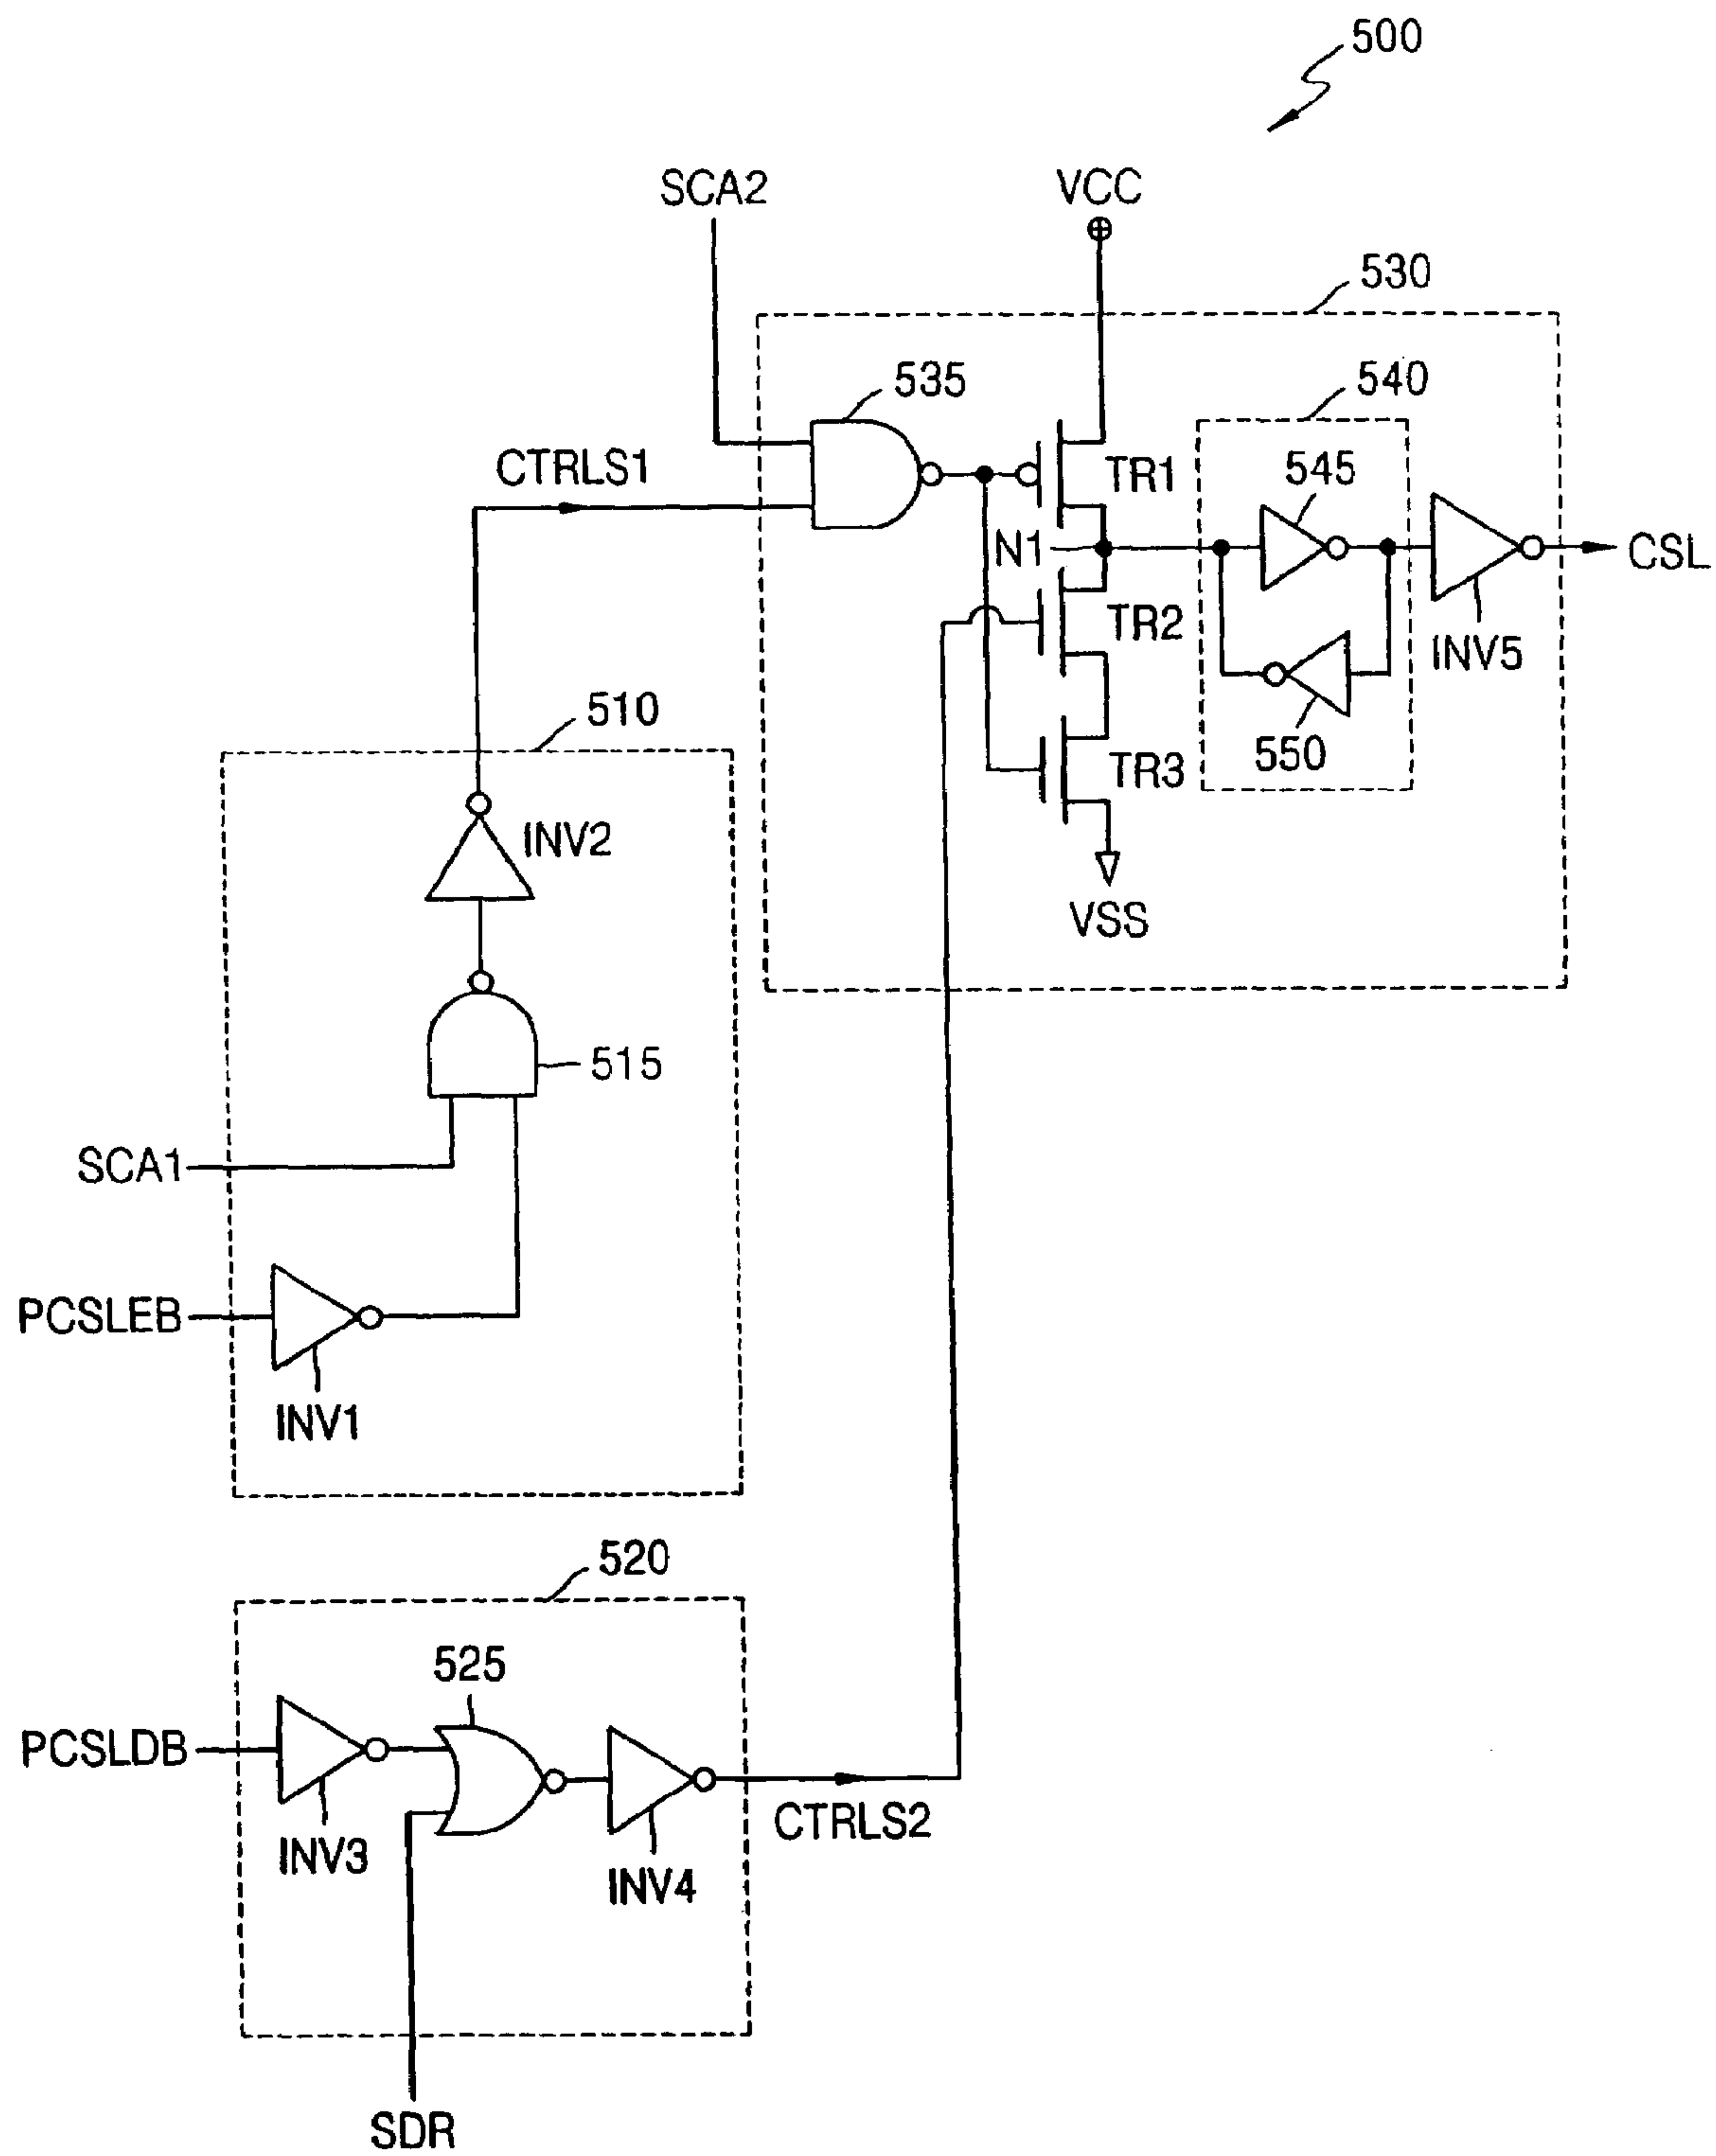 500
SCA2
VCC
530
535
540
CTRLS1
TR1
545
N1
CSL
TR2
INV5
510
550
TR3
INV2
VSS
515
SCA1
PCSLEB
INV1
520
525
PCSLDB
CTRLS2
INV3
INV4
SDR